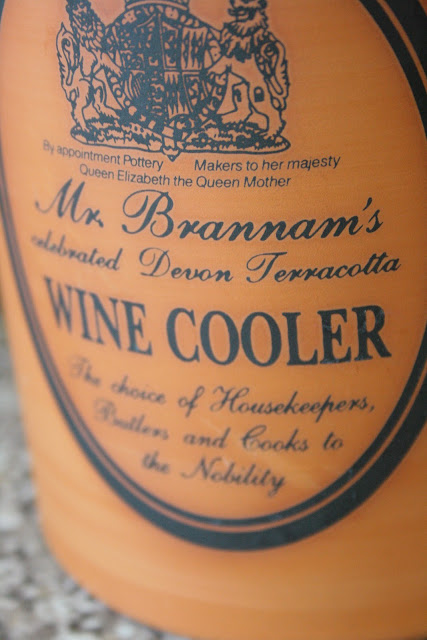 By appointment Pottery Makers to her majesty
Queen Elizabeth the Queen Mother
Mr. Brannam's
celebrated Devon Terracotta
WINE COOLER
The choice of Housekeepers,
Butlers and Cooks to
the Nobility